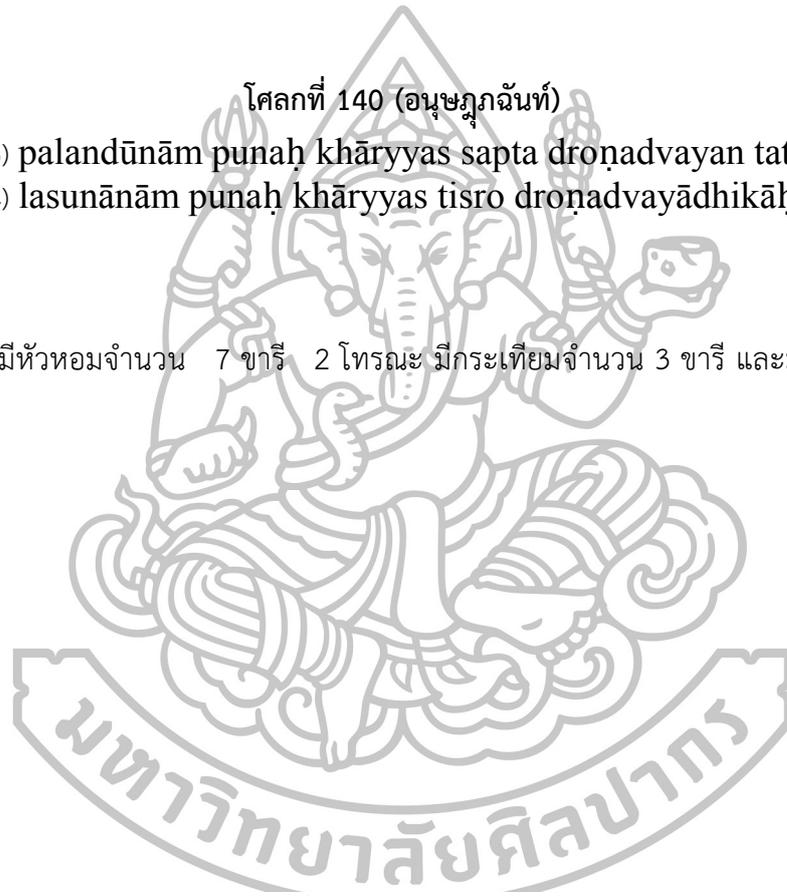 โศลกที่ 140 (อนุษฏุภฉันท์)
) palandūnām punaḥ khāryyas sapta droṇadvayan tat
) lasunānām punaḥ khāryyas tisro droṇadvayādhikāḥ
มีหัวหอมจำนวน 7 ขารี 2 โทรณะ มีกระเทียมจำนวน 3 ขารี และ
มหาวิทยาลัยศิลปากร